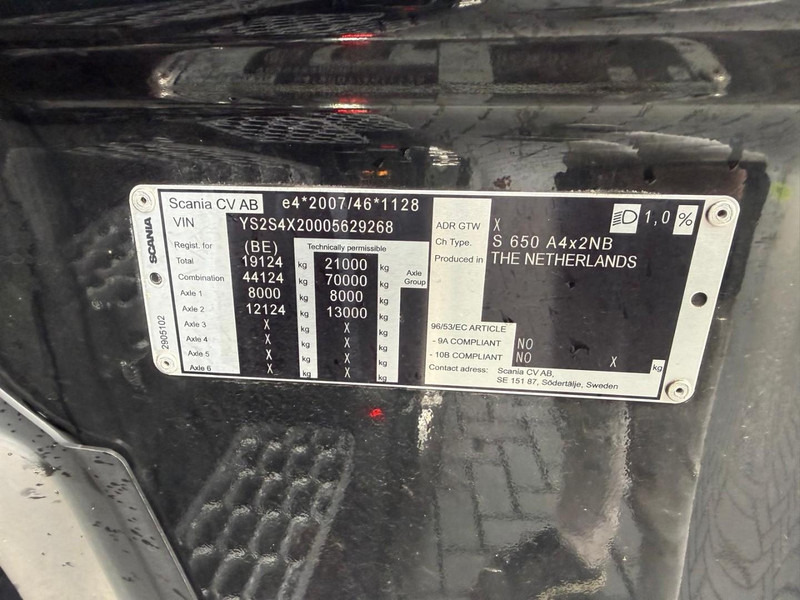 Scania CV AB e4*2007/46*1128
VIN YS2S4X20005629268
Regist. for (BE) Technically permissible
Total 19124 kg 21000 kg
Combination 44124 kg 70000 kg Axle Group
Axle 1 8000 kg 8000 kg
Axle 2 12124 kg 13000 kg
Axle 3 X kg X kg
Axle 4 X kg X kg
Axle 5 X kg X kg
Axle 6 X kg X kg
ADR GTW X 1,0 %
Ch Type. S 650 A4x2NB
Produced in THE NETHERLANDS
96/53/EC ARTICLE
- 9A COMPLIANT NO
- 10B COMPLIANT NO X kg
Contact adress: Scania CV AB,
SE 151 87, Södertälje, Sweden
SCANIA
2905102